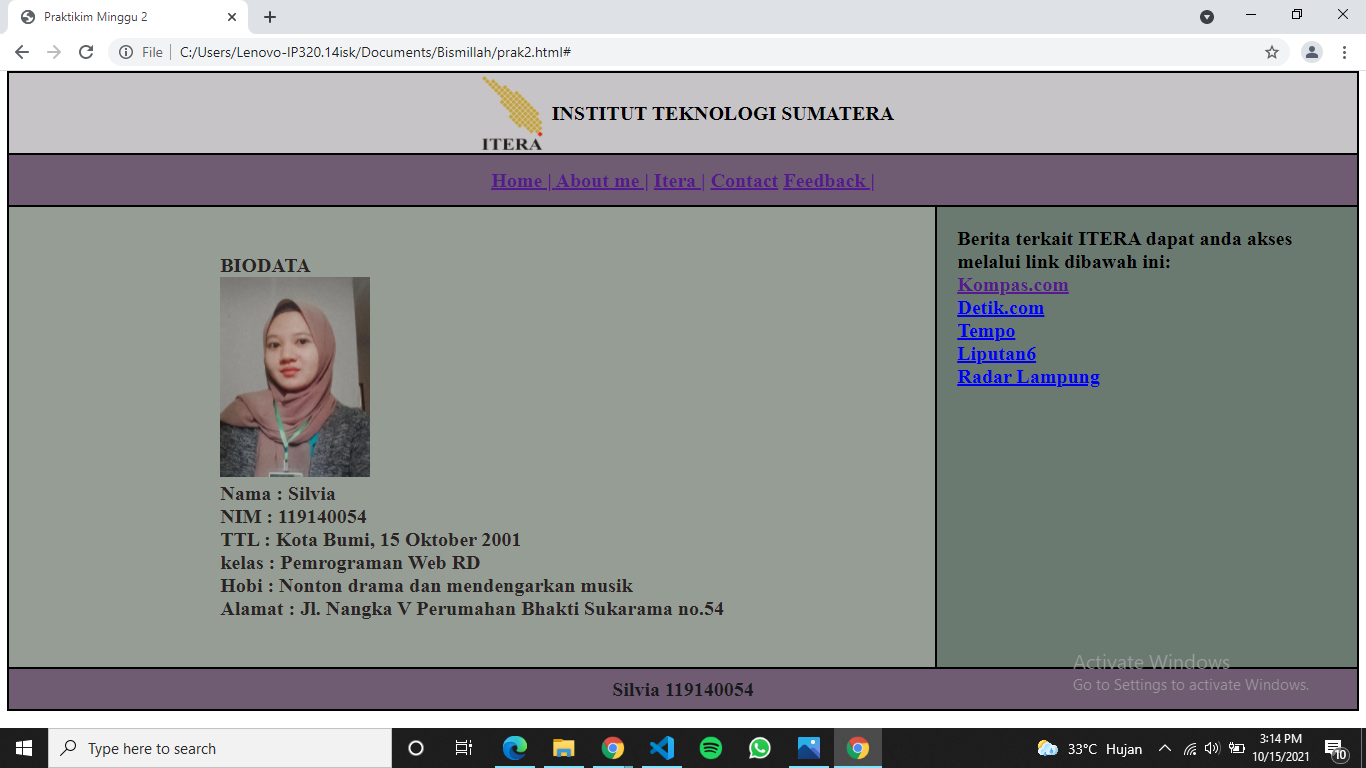 Praktikim Minggu 2
File
C:/Users/Lenovo-IP320.14isk/Documents/Bismillah/prak2.html#
ITERA
INSTITUT TEKNOLOGI SUMATERA
Home | About me | Itera | Contact Feedback |
BIODATA
Nama : Silvia
NIM : 119140054
TTL : Kota Bumi, 15 Oktober 2001
kelas : Pemrograman Web RD
Hobi : Nonton drama dan mendengarkan musik
Alamat : Jl. Nangka V Perumahan Bhakti Sukarama no.54
Berita terkait ITERA dapat anda akses
melalui link dibawah ini:
Kompas.com
Detik.com
Tempo
Liputan6
Radar Lampung
Activate Windows
Go to Settings to activate Windows.
Silvia 119140054
Type here to search
33°C Hujan
3:14 PM
10/15/2021
10